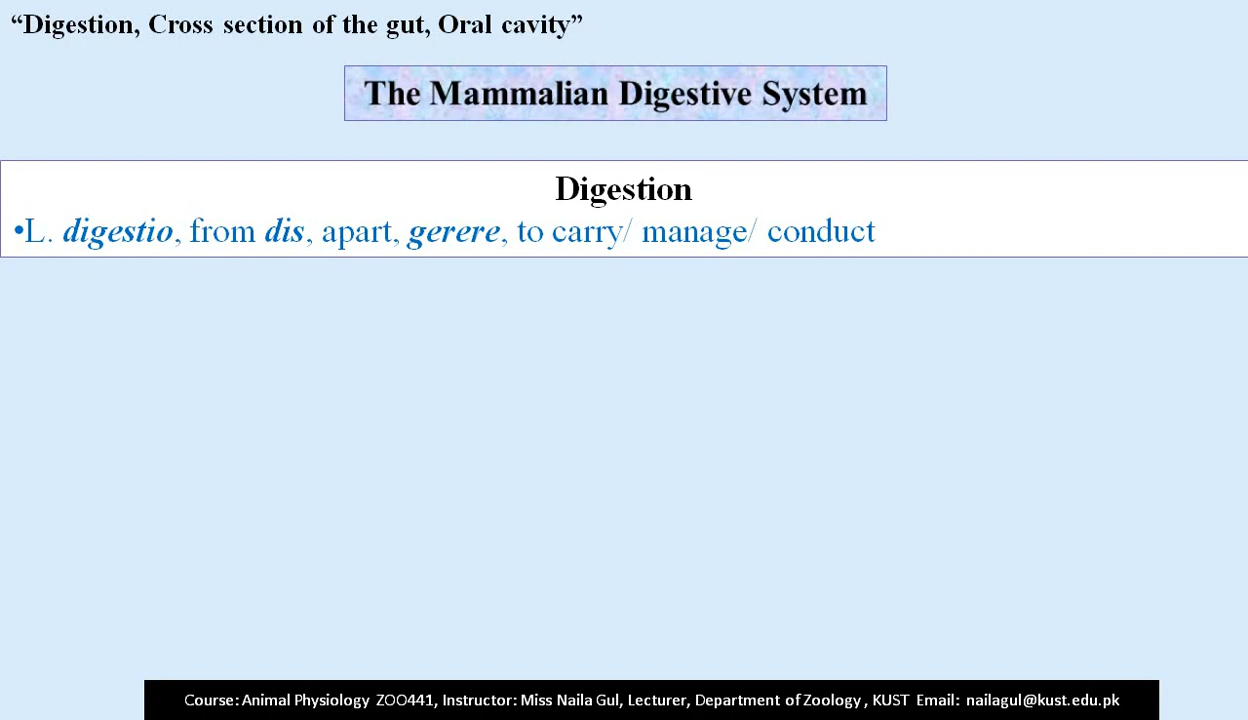 “Digestion, Cross section of the gut, Oral cavity”
The Mammalian Digestive System
Digestion
•L. digestio, from dis, apart, gerere, to carry/ manage/ conduct
Course: Animal Physiology ZOO441, Instructor: Miss Naila Gul, Lecturer, Department of Zoology , KUST Email: nailagul@kust.edu.pk